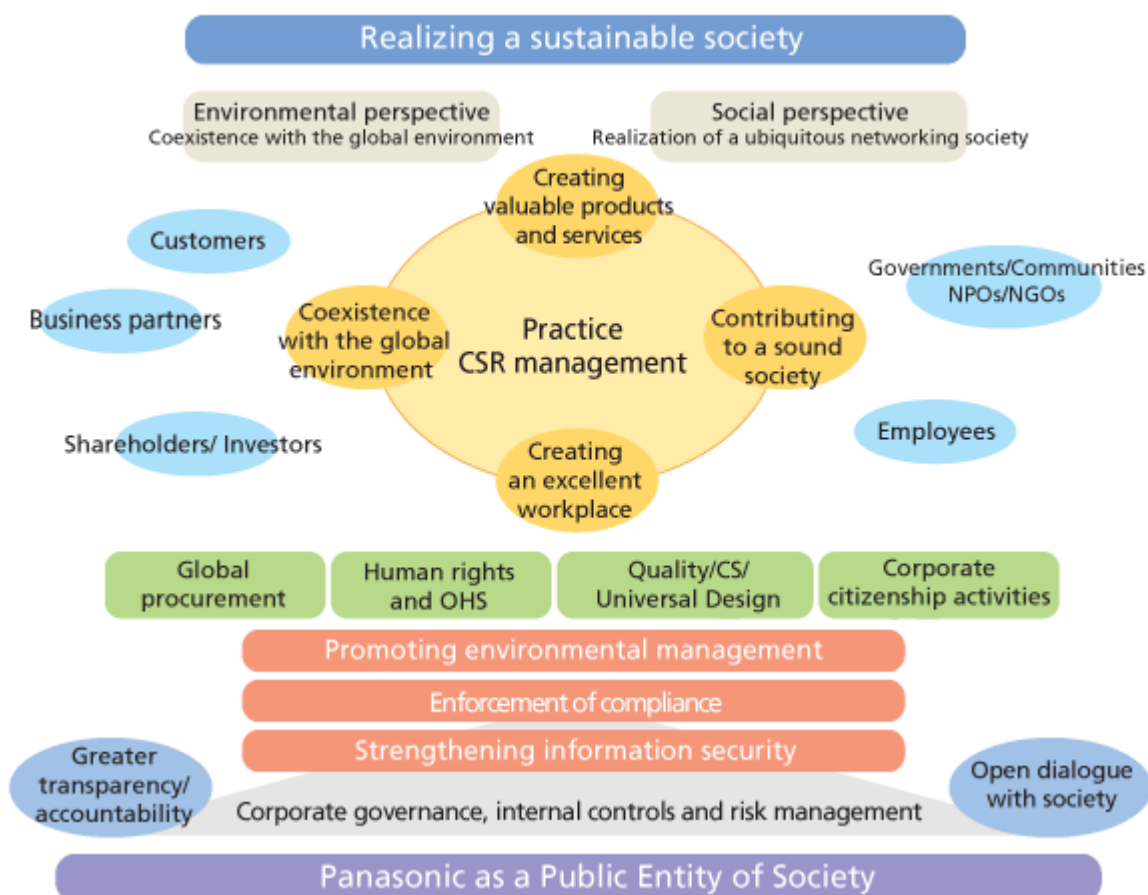 Realizing a sustainable society
Environmental perspective
Coexistence with the global environment
Social perspective
Realization of a ubiquitous networking society
Creating
valuable products
and services
Customers
Governments/Communities
NPOs/NGOs
Business partners
Coexistence
with the global
environment
Practice
CSR management
Contributing
to a sound
society
Shareholders/ Investors
Employees
Creating
an excellent
workplace
Global
procurement
Human rights
and OHS
Quality/CS/
Universal Design
Corporate
citizenship activities
Promoting environmental management
Enforcement of compliance
Strengthening information security
Greater
transparency/
accountability
Open dialogue
with society
Corporate governance, internal controls and risk management
Panasonic as a Public Entity of Society